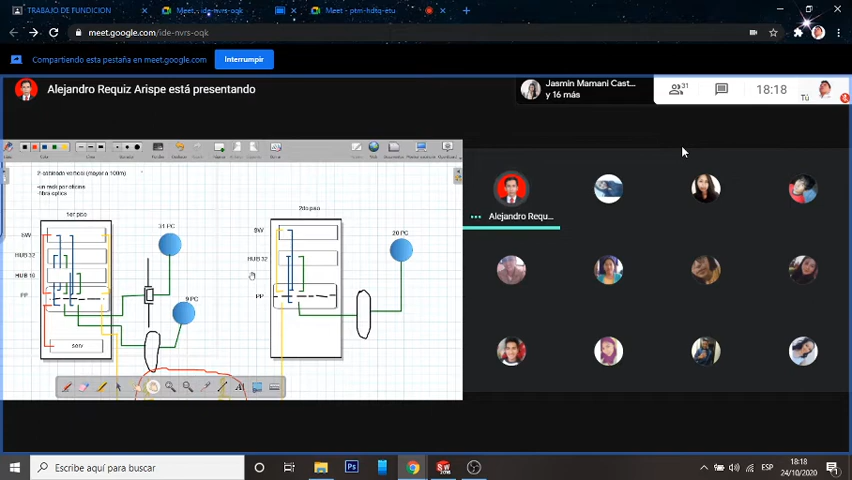 TRABAJO DE FUNDICION
Meet - ide-nvrs-oqk
Meet - ptm-hdtq-etu
meet.google.com/ide-nvrs-oqk
Compartiendo esta pestaña en meet.google.com
Interrumpir
Alejandro Requiz Arispe está presentando
Jasmin Mamani Cast...
y 16 más
31
18:18
Tú
2° cableado vertical (mayor a 100m)
-un rack por oficina
-fibra optica
1er piso
2do piso
SW
HUB 32
HUB 10
PP
serv
31 PC
9 PC
SW
HUB 32
PP
20 PC
Alejandro Requ...
Escribe aquí para buscar
ESP
18:18
24/10/2020